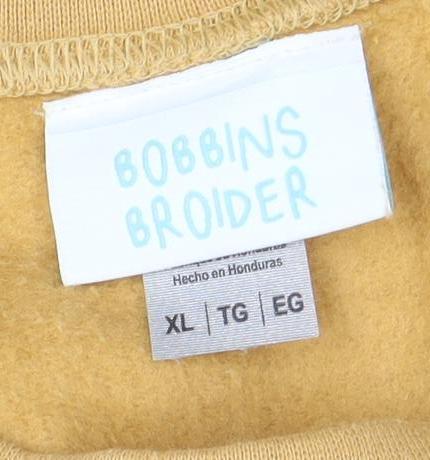 BOBBINS
BROIDER
Hecho en Honduras
XL | TG | EG